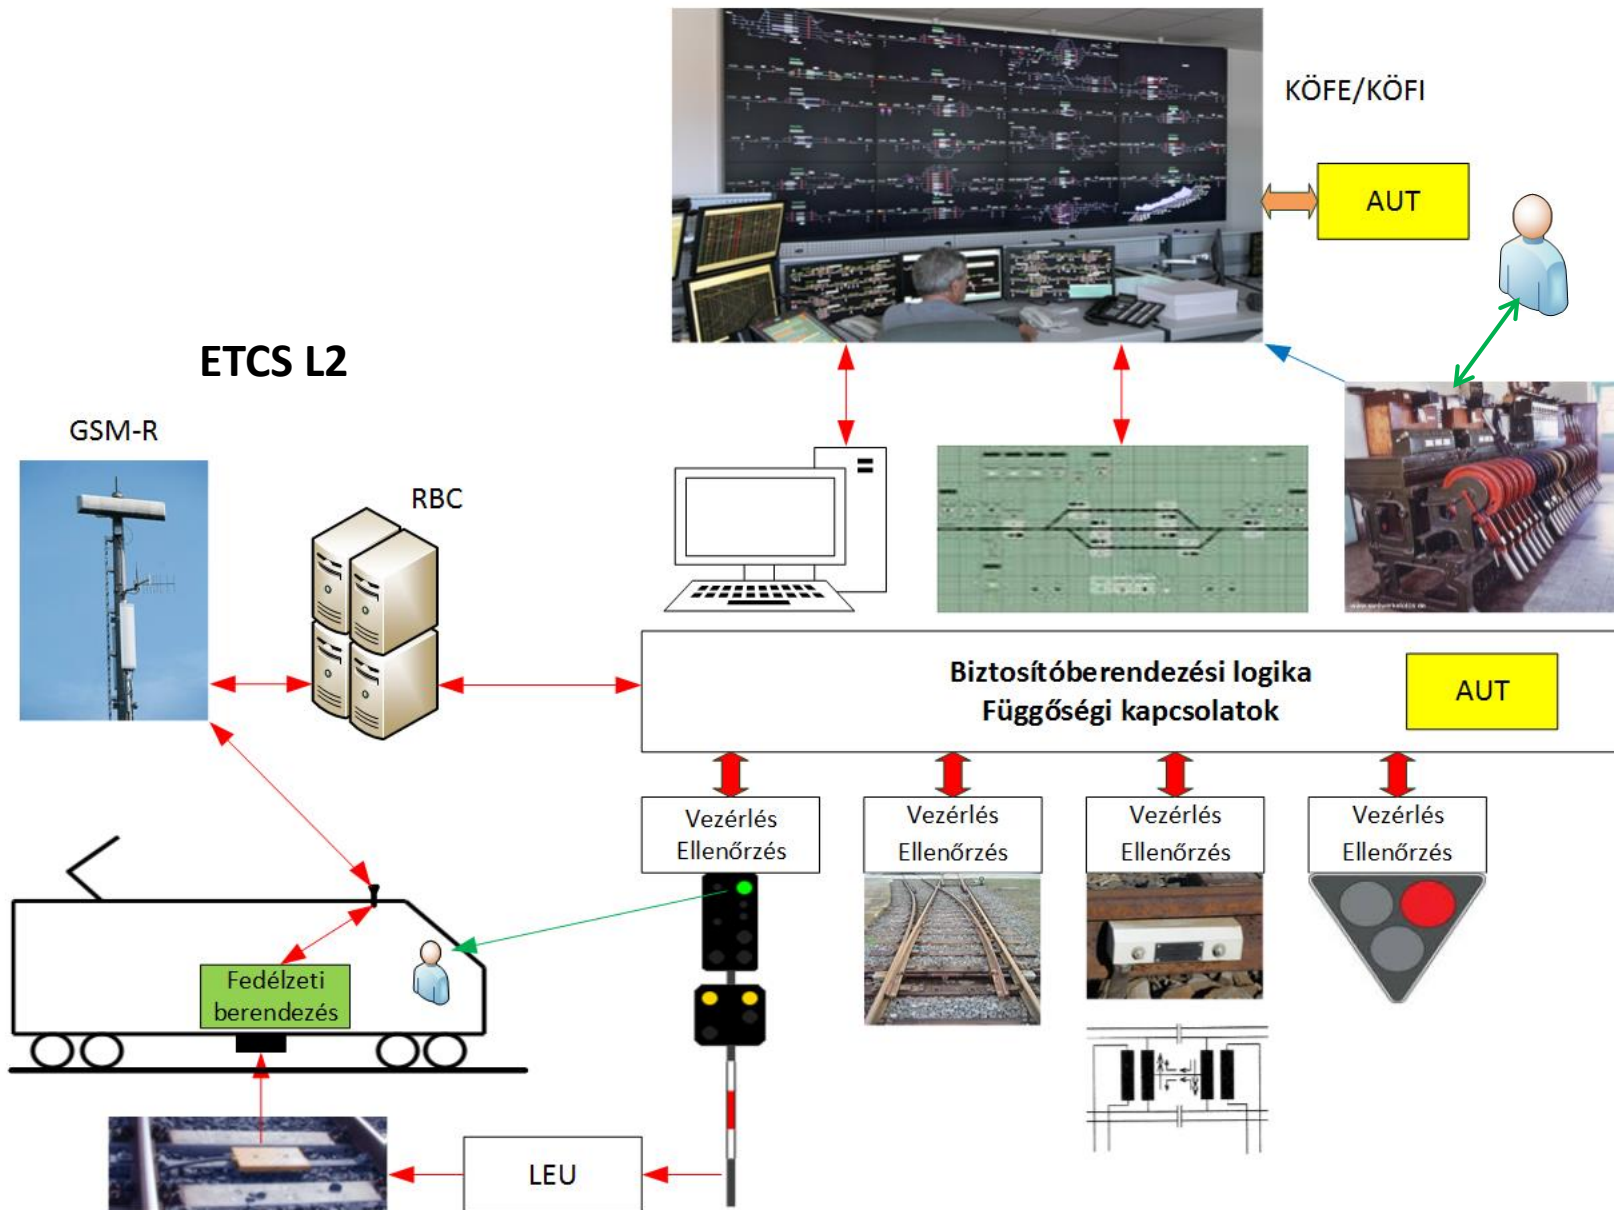 KÖFE/KÖFI
AUT
ETCS L2
GSM-R
RBC
Biztosítóberendezési logika
Függőségi kapcsolatok
AUT
Vezérlés
Ellenőrzés
Vezérlés
Ellenőrzés
Vezérlés
Ellenőrzés
Vezérlés
Ellenőrzés
Fedélzeti
berendezés
LEU